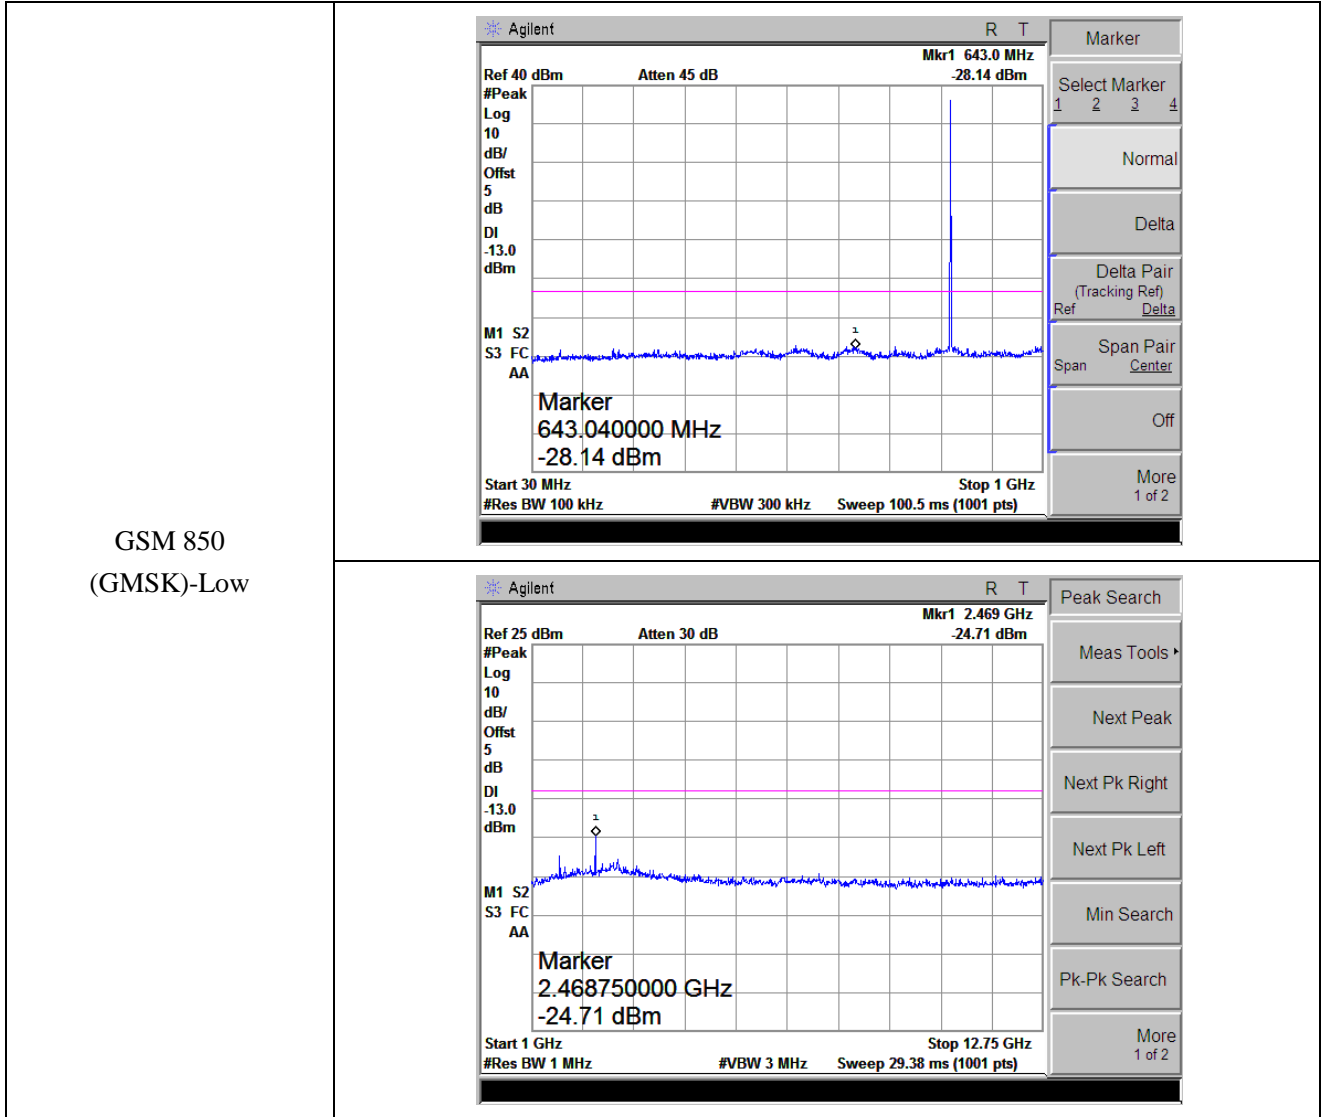 GSM 850
(GMSK)-Low
Agilent R T
Mkr1 643.0 MHz
Ref 40 dBm Atten 45 dB -28.14 dBm
#Peak
Log
10
dB/
Offst
5
dB
DI
-13.0
dBm
1
M1 S2
S3 FC
AA
Marker
643.040000 MHz
-28.14 dBm
Start 30 MHz Stop 1 GHz
#Res BW 100 kHz #VBW 300 kHz Sweep 100.5 ms (1001 pts)
Marker
Select Marker
1 2 3 4
Normal
Delta
Delta Pair
(Tracking Ref)
Ref Delta
Span Pair
Span Center
Off
More
1 of 2
Agilent R T
Mkr1 2.469 GHz
Ref 25 dBm Atten 30 dB -24.71 dBm
#Peak
Log
10
dB/
Offst
5
dB
DI
-13.0
dBm
1
M1 S2
S3 FC
AA
Marker
2.468750000 GHz
-24.71 dBm
Start 1 GHz Stop 12.75 GHz
#Res BW 1 MHz #VBW 3 MHz Sweep 29.38 ms (1001 pts)
Peak Search
Meas Tools
Next Peak
Next Pk Right
Next Pk Left
Min Search
Pk-Pk Search
More
1 of 2